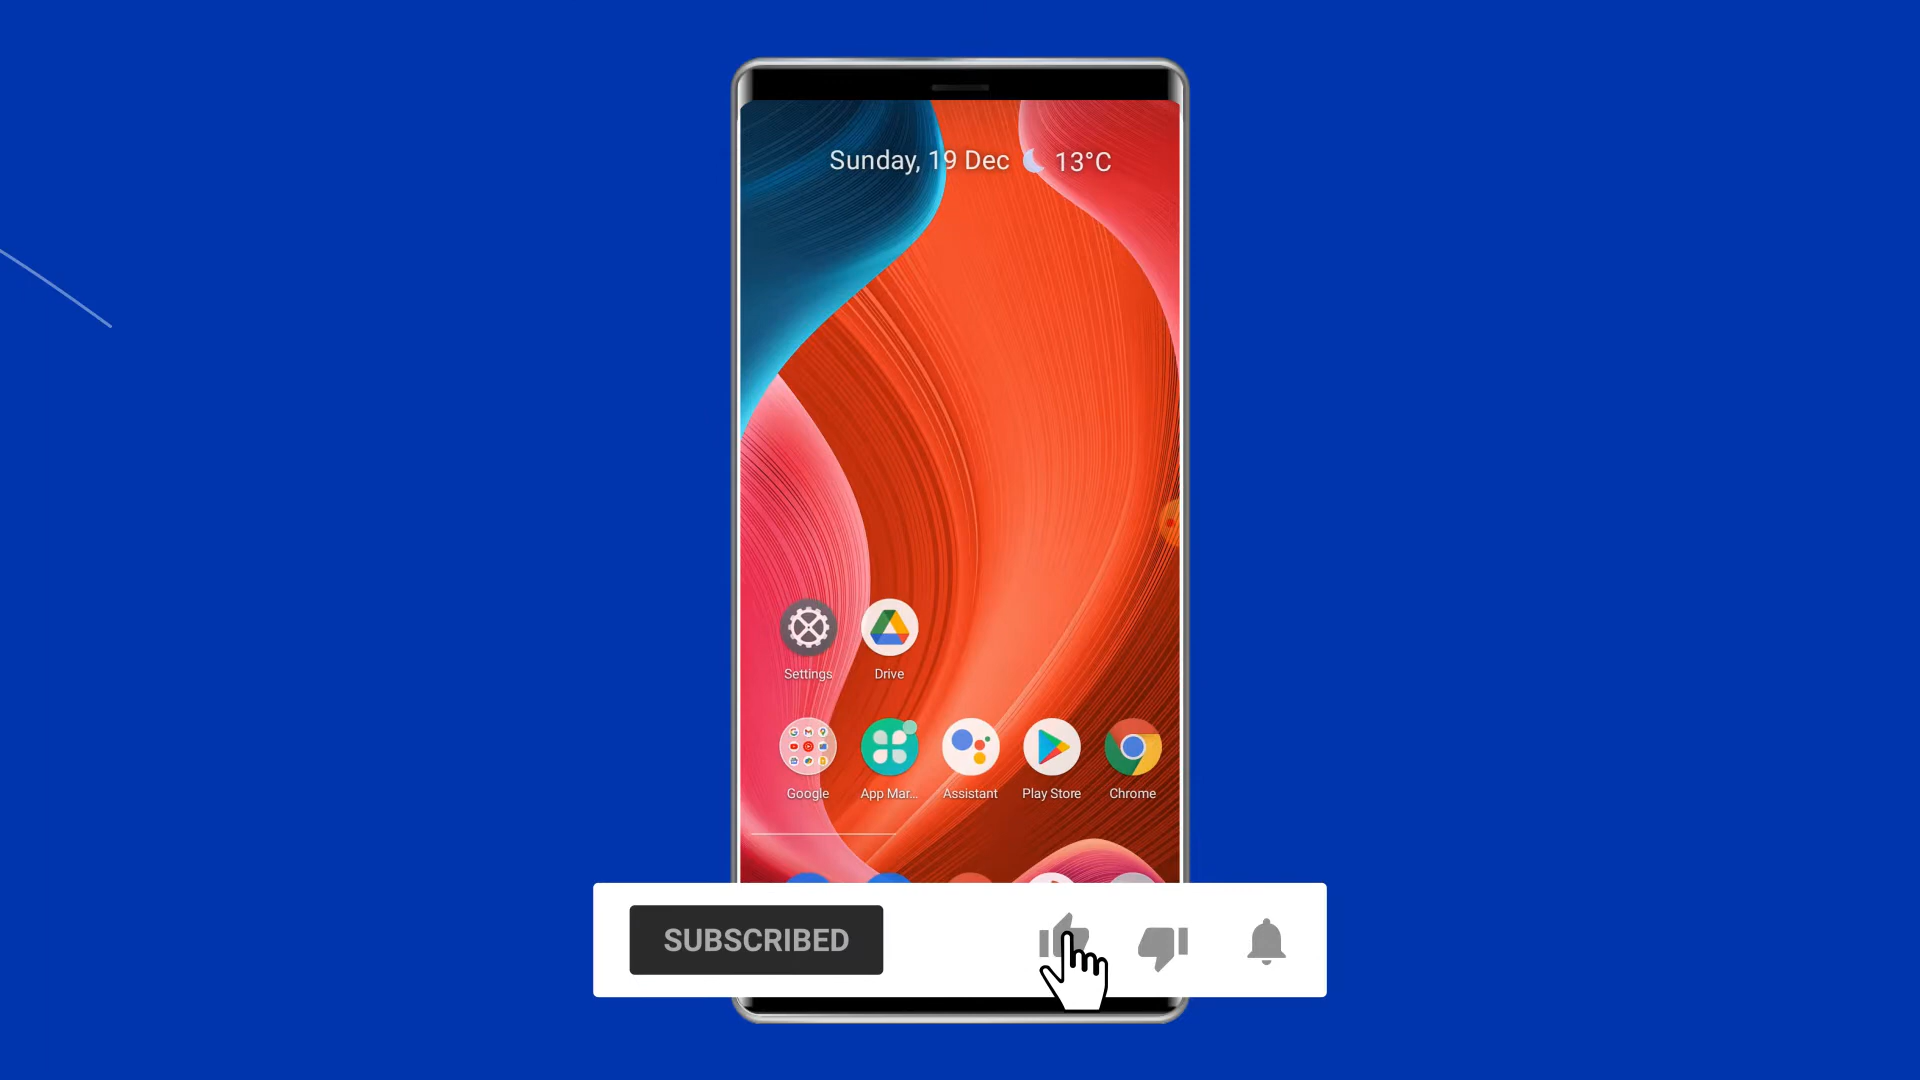 Sunday, 19 Dec 13°C
Settings Drive
Google App Mar... Assistant Play Store Chrome
SUBSCRIBED